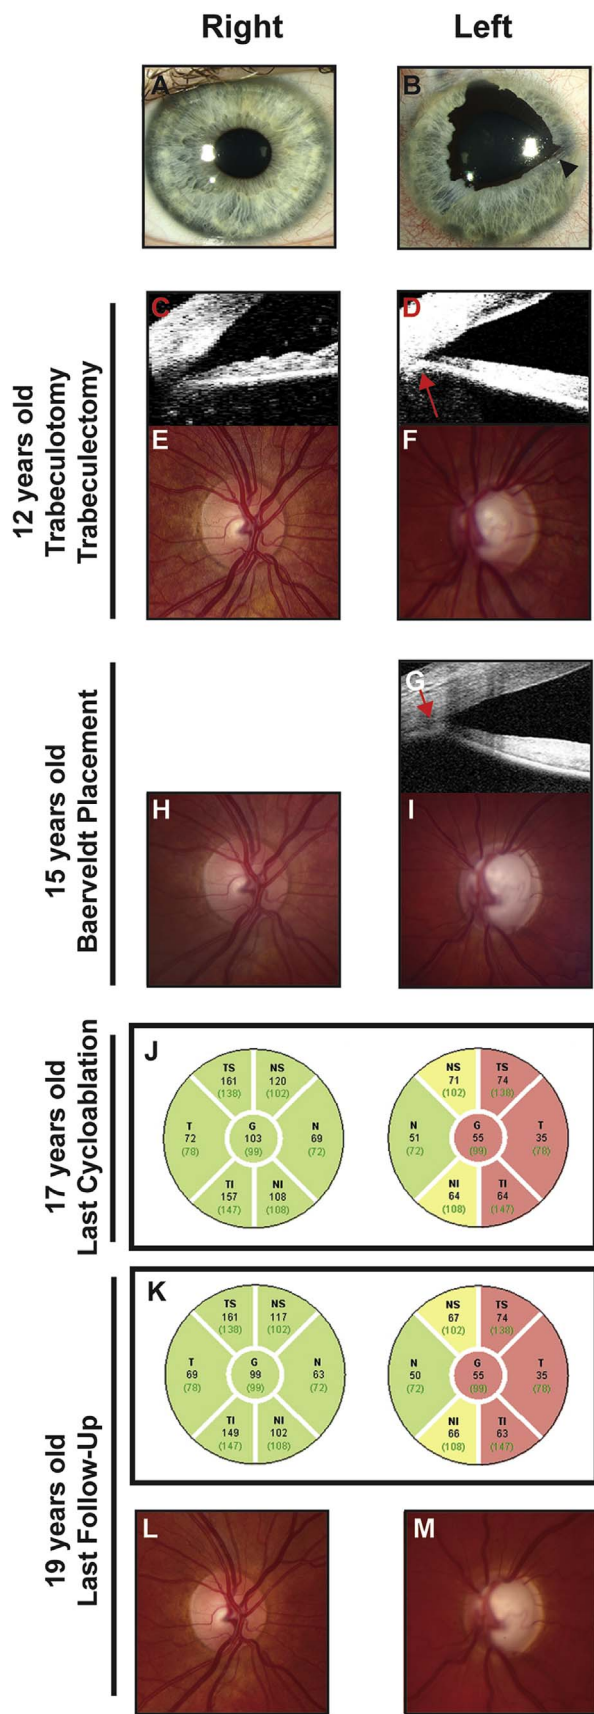 Right
Left
A
B
12 years old
Trabeculotomy
Trabeculectomy
C
D
E
F
15 years old
Baerveldt Placement
G
H
I
17 years old
Last Cycloablation
J
TS
161
(138)
NS
120
(102)
T
72
(78)
G
103
(99)
N
69
(72)
TI
157
(147)
NI
108
(108)
NS
71
(102)
TS
74
(138)
N
51
(72)
G
55
(99)
T
35
(78)
NI
64
(108)
TI
64
(147)
19 years old
Last Follow-Up
K
TS
161
(138)
NS
117
(102)
T
69
(78)
G
99
(99)
N
63
(72)
TI
149
(147)
NI
102
(108)
NS
67
(102)
TS
74
(138)
N
50
(72)
G
55
(99)
T
35
(78)
NI
66
(108)
TI
63
(147)
L
M